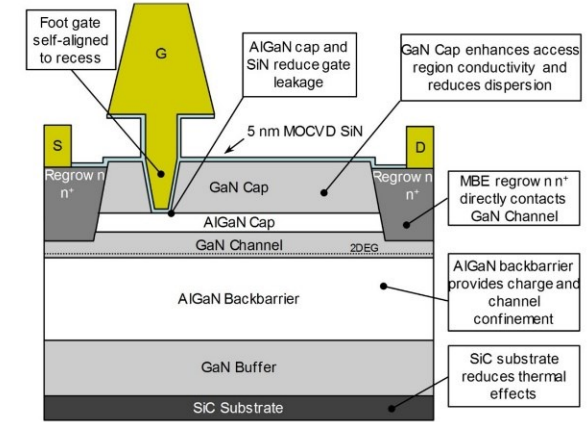 Foot gate
self-aligned
to recess
G
AlGaN cap and
SiN reduce gate
leakage
GaN Cap enhances access
region conductivity and
reduces dispersion
5 nm MOCVD SiN
S
D
Regrow n
n+
GaN Cap
Regrow n
n+
MBE regrow n n+
directly contacts
GaN Channel
AlGaN Cap
GaN Channel
2DEG
AlGaN Backbarrier
AlGaN backbarrier
provides charge and
channel
confinement
GaN Buffer
SiC Substrate
SiC substrate
reduces thermal
effects